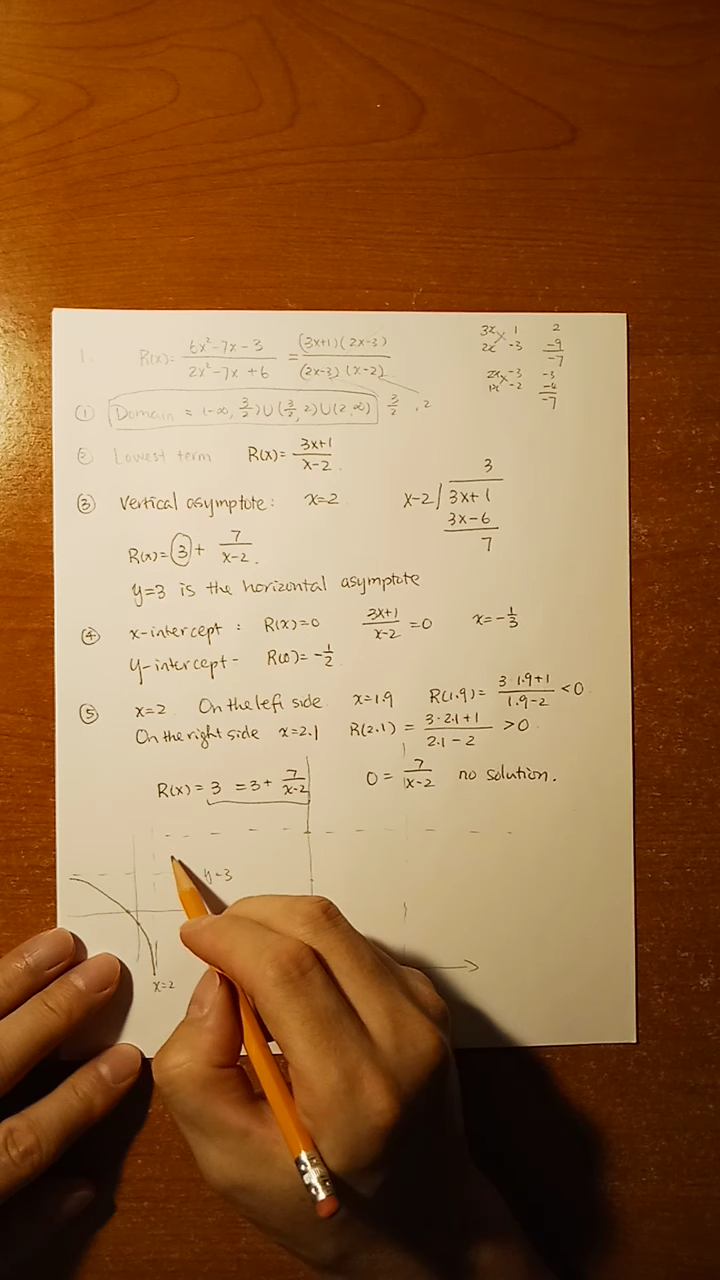 1. R(x)= 6x²-7x-3 / 2x²-7x+6 = (3x+1)(2x-3) / (2x-3)(x-2)
3x 1 2
2x -3 -9
-7
2x -3 -3
1x -2 -4
-7
① Domain = (-∞, 3/2)∪(3/2, 2)∪(2,∞) 3/2, 2
② Lowest term R(x)= 3x+1 / x-2
③ Vertical asymptote: x=2
3
x-2 / 3x+1
3x-6
7
R(x)= 3 + 7 / x-2.
y=3 is the horizontal asymptote
④ x-intercept: R(x)=0 3x+1 / x-2 =0 x=-1/3
y-intercept- R(0)=-1/2
⑤ x=2 On the left side x=1.9 R(1.9)= 3·1.9+1 / 1.9-2 <0
On the right side x=2.1 R(2.1)= 3·2.1+1 / 2.1-2 >0
R(x)= 3 =3+ 7 / x-2 0= 7 / x-2 no solution.
y=3
x=2